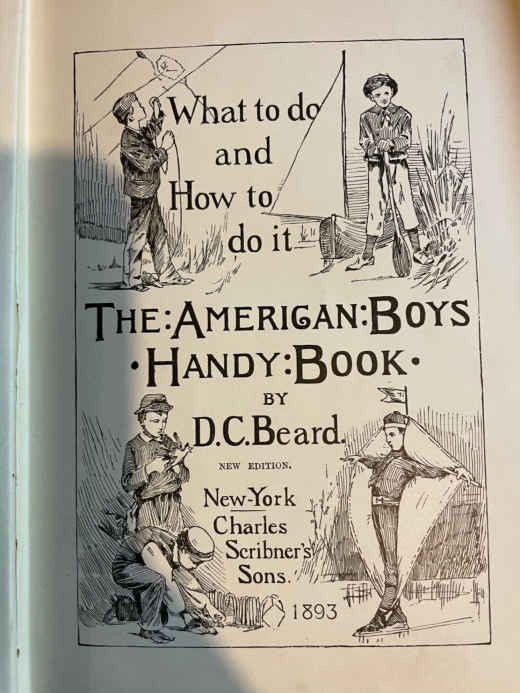 What to do
and
How to
do it
THE:AMERICAN:BOYS
·HANDY:BOOK·
BY
D.C.Beard.
NEW EDITION.
New-York
Charles
Scribner's
Sons.
1893